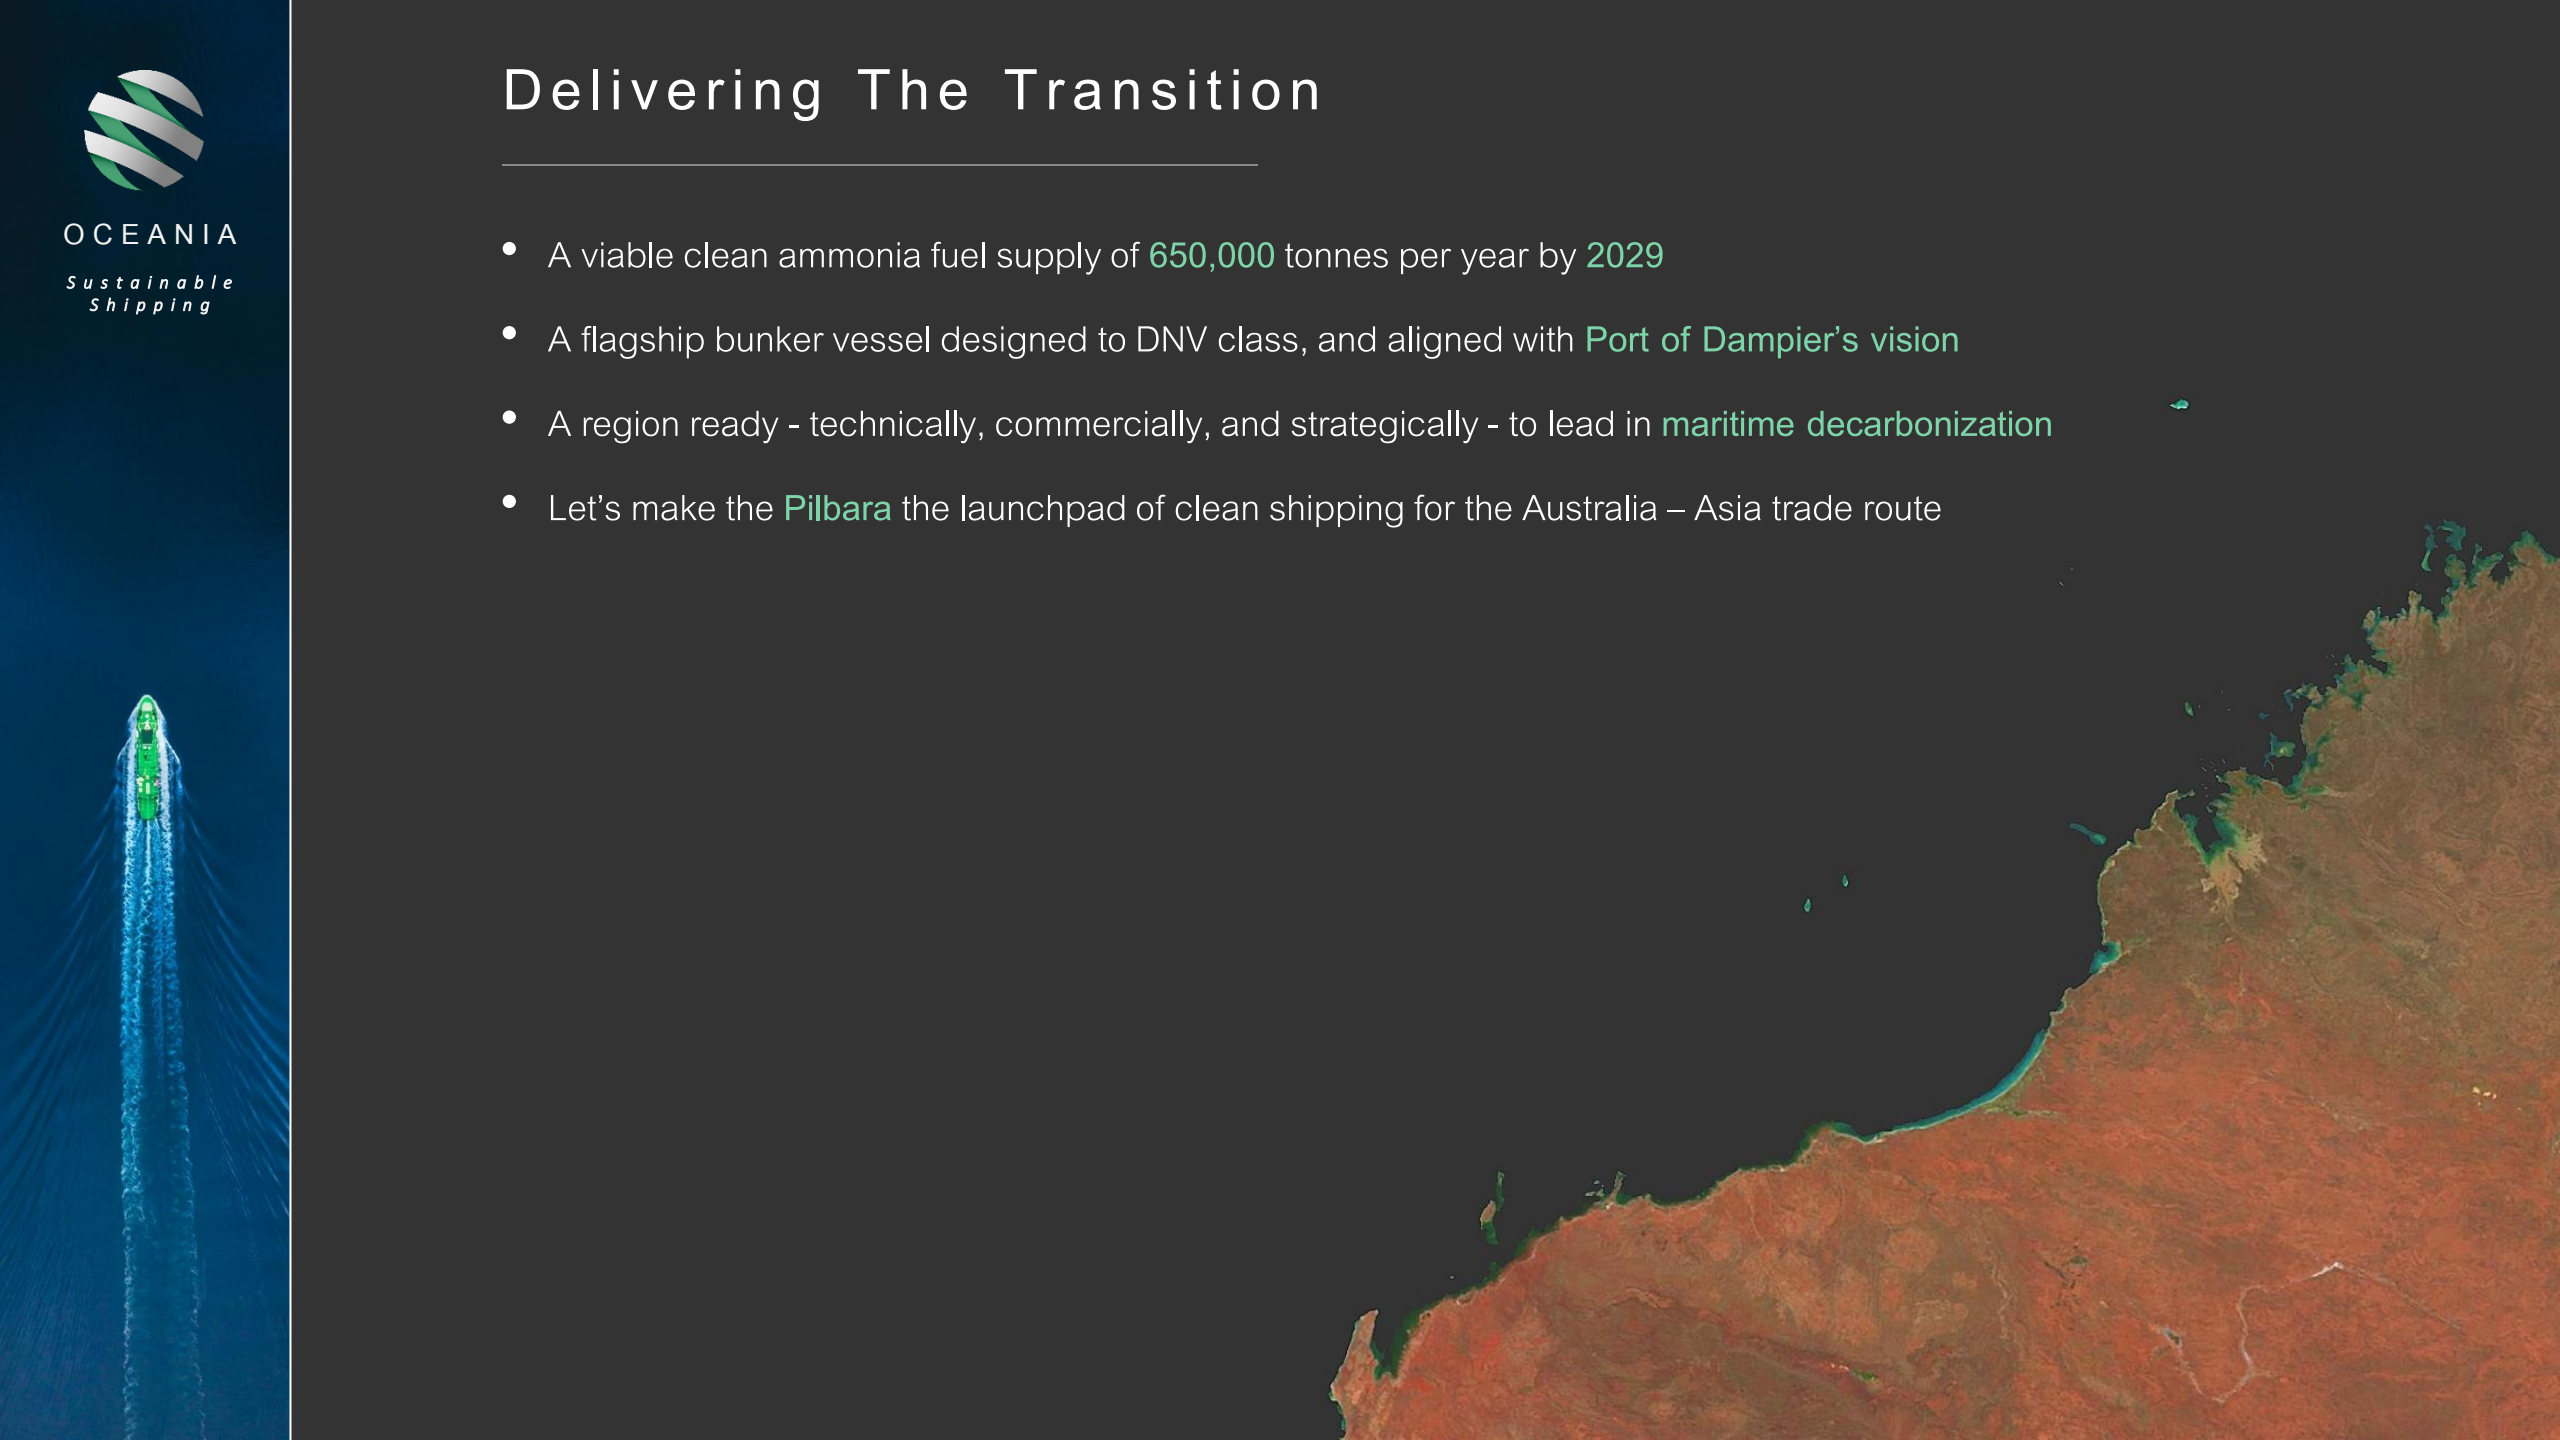 OCEANIA
Sustainable
Shipping
Delivering The Transition
• A viable clean ammonia fuel supply of 650,000 tonnes per year by 2029
• A flagship bunker vessel designed to DNV class, and aligned with Port of Dampier’s vision
• A region ready - technically, commercially, and strategically - to lead in maritime decarbonization
• Let’s make the Pilbara the launchpad of clean shipping for the Australia – Asia trade route